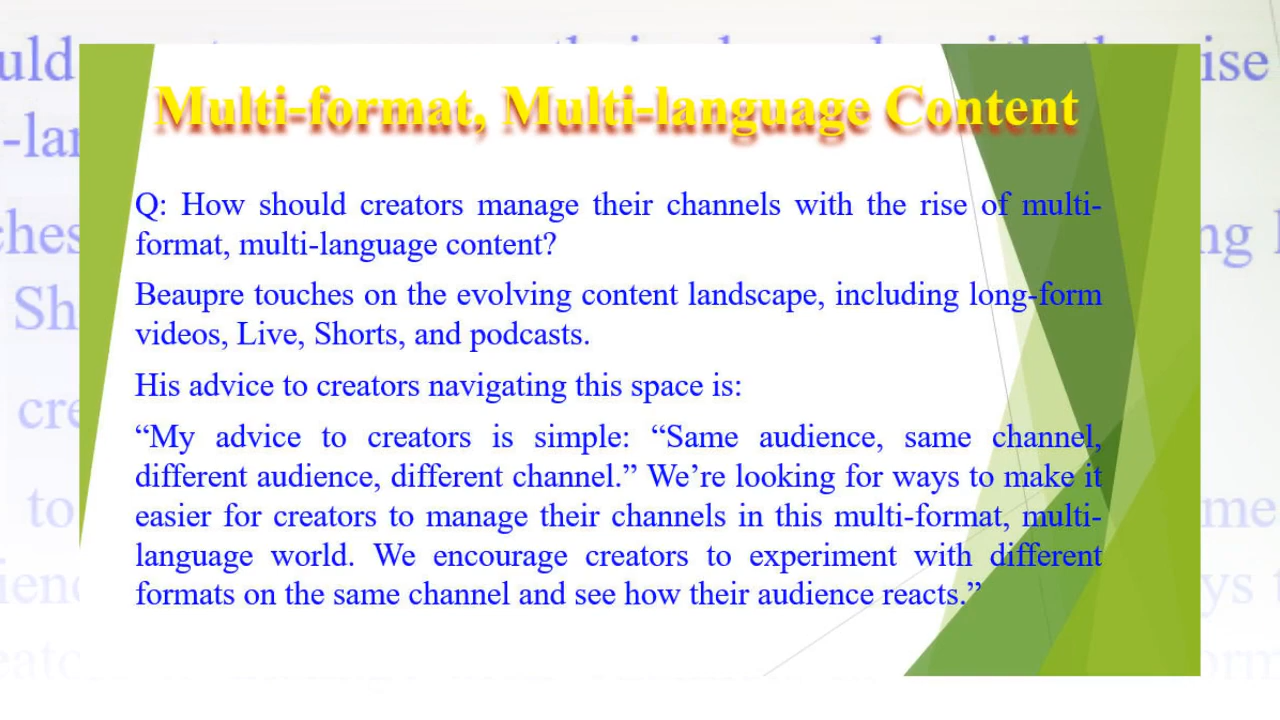 Multi-format, Multi-language Content
Q: How should creators manage their channels with the rise of multi-
format, multi-language content?
Beaupre touches on the evolving content landscape, including long-form
videos, Live, Shorts, and podcasts.
His advice to creators navigating this space is:
“My advice to creators is simple: “Same audience, same channel,
different audience, different channel.” We’re looking for ways to make it
easier for creators to manage their channels in this multi-format, multi-
language world. We encourage creators to experiment with different
formats on the same channel and see how their audience reacts.”